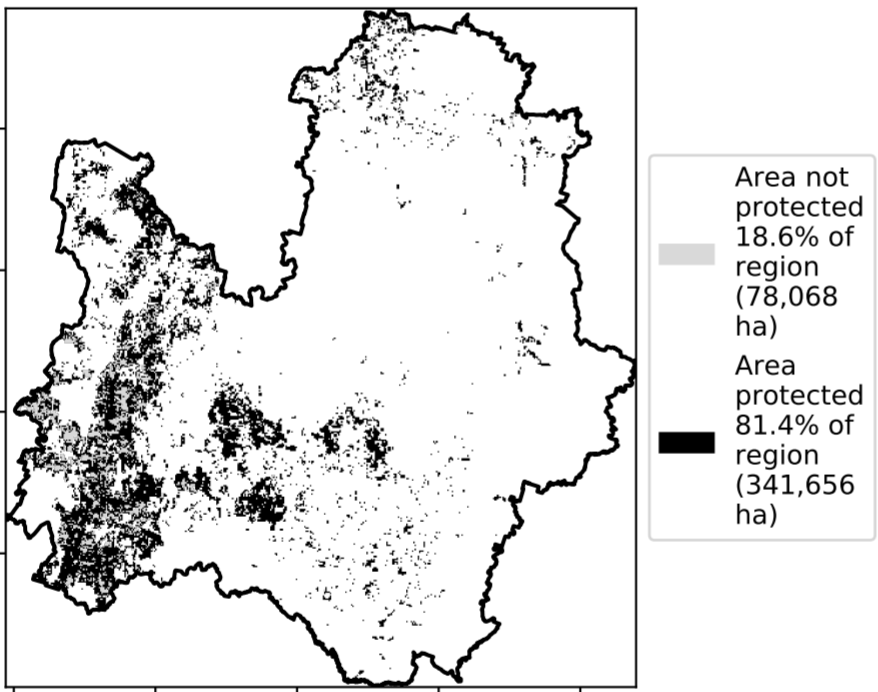 Area not
protected
18.6% of
region
(78,068
ha)
Area
protected
81.4% of
region
(341,656
ha)